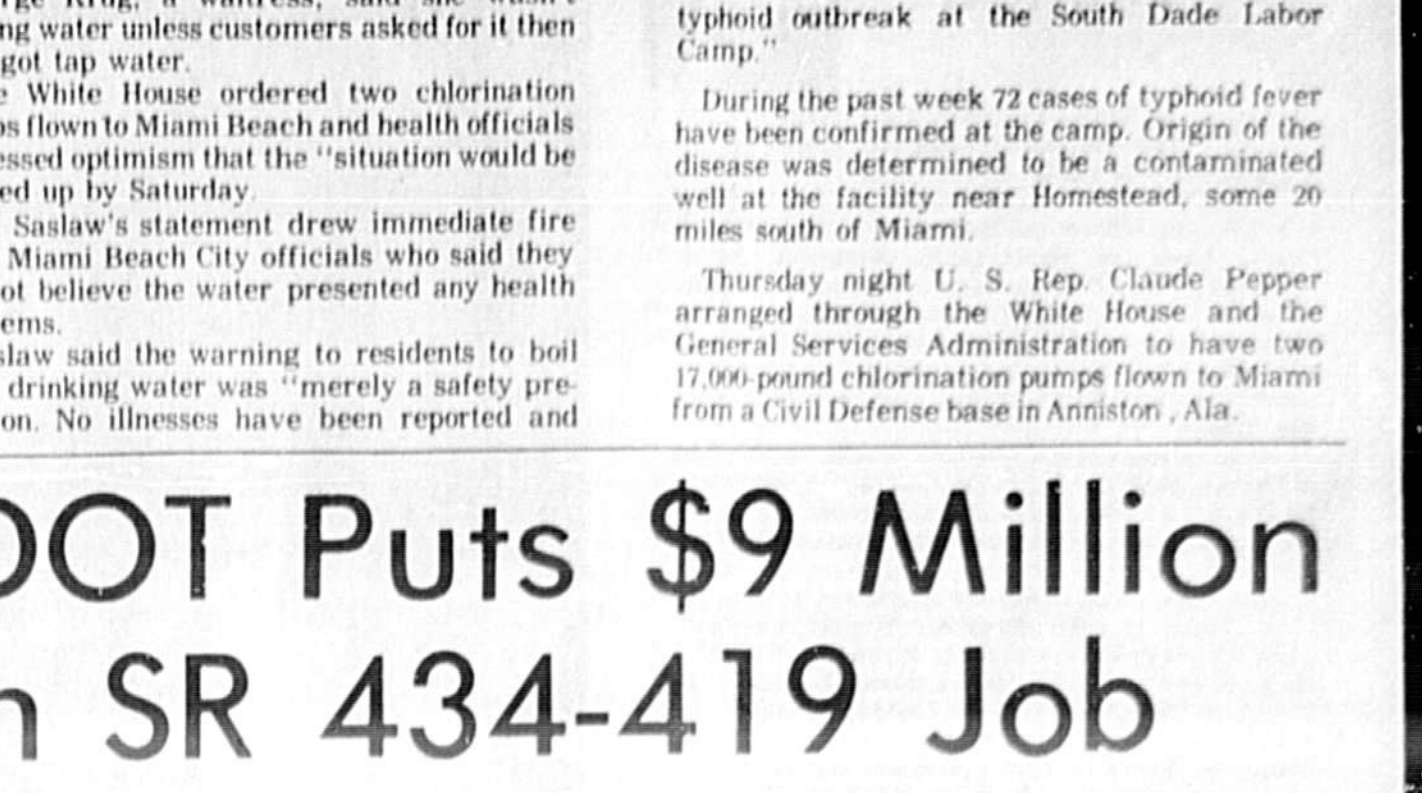 ng water unless customers asked for it then
got tap water.
White House ordered two chlorination
flown to Miami Beach and health officials
essed optimism that the "situation would be
ed up by Saturday.
Saslaw's statement drew immediate fire
Miami Beach City officials who said they
ot believe the water presented any health
ems.
slaw said the warning to residents to boil
drinking water was "merely a safety pre-
on. No illnesses have been reported and
typhoid outbreak at the South Dade Labor
Camp."
During the past week 72 cases of typhoid fever
have been confirmed at the camp. Origin of the
disease was determined to be a contaminated
well at the facility near Homestead, some 20
miles south of Miami.
Thursday night U. S. Rep. Claude Pepper
arranged through the White House and the
General Services Administration to have two
17,000-pound chlorination pumps flown to Miami
from a Civil Defense base in Anniston , Ala.
DOT Puts $9 Million
n SR 434-419 Job